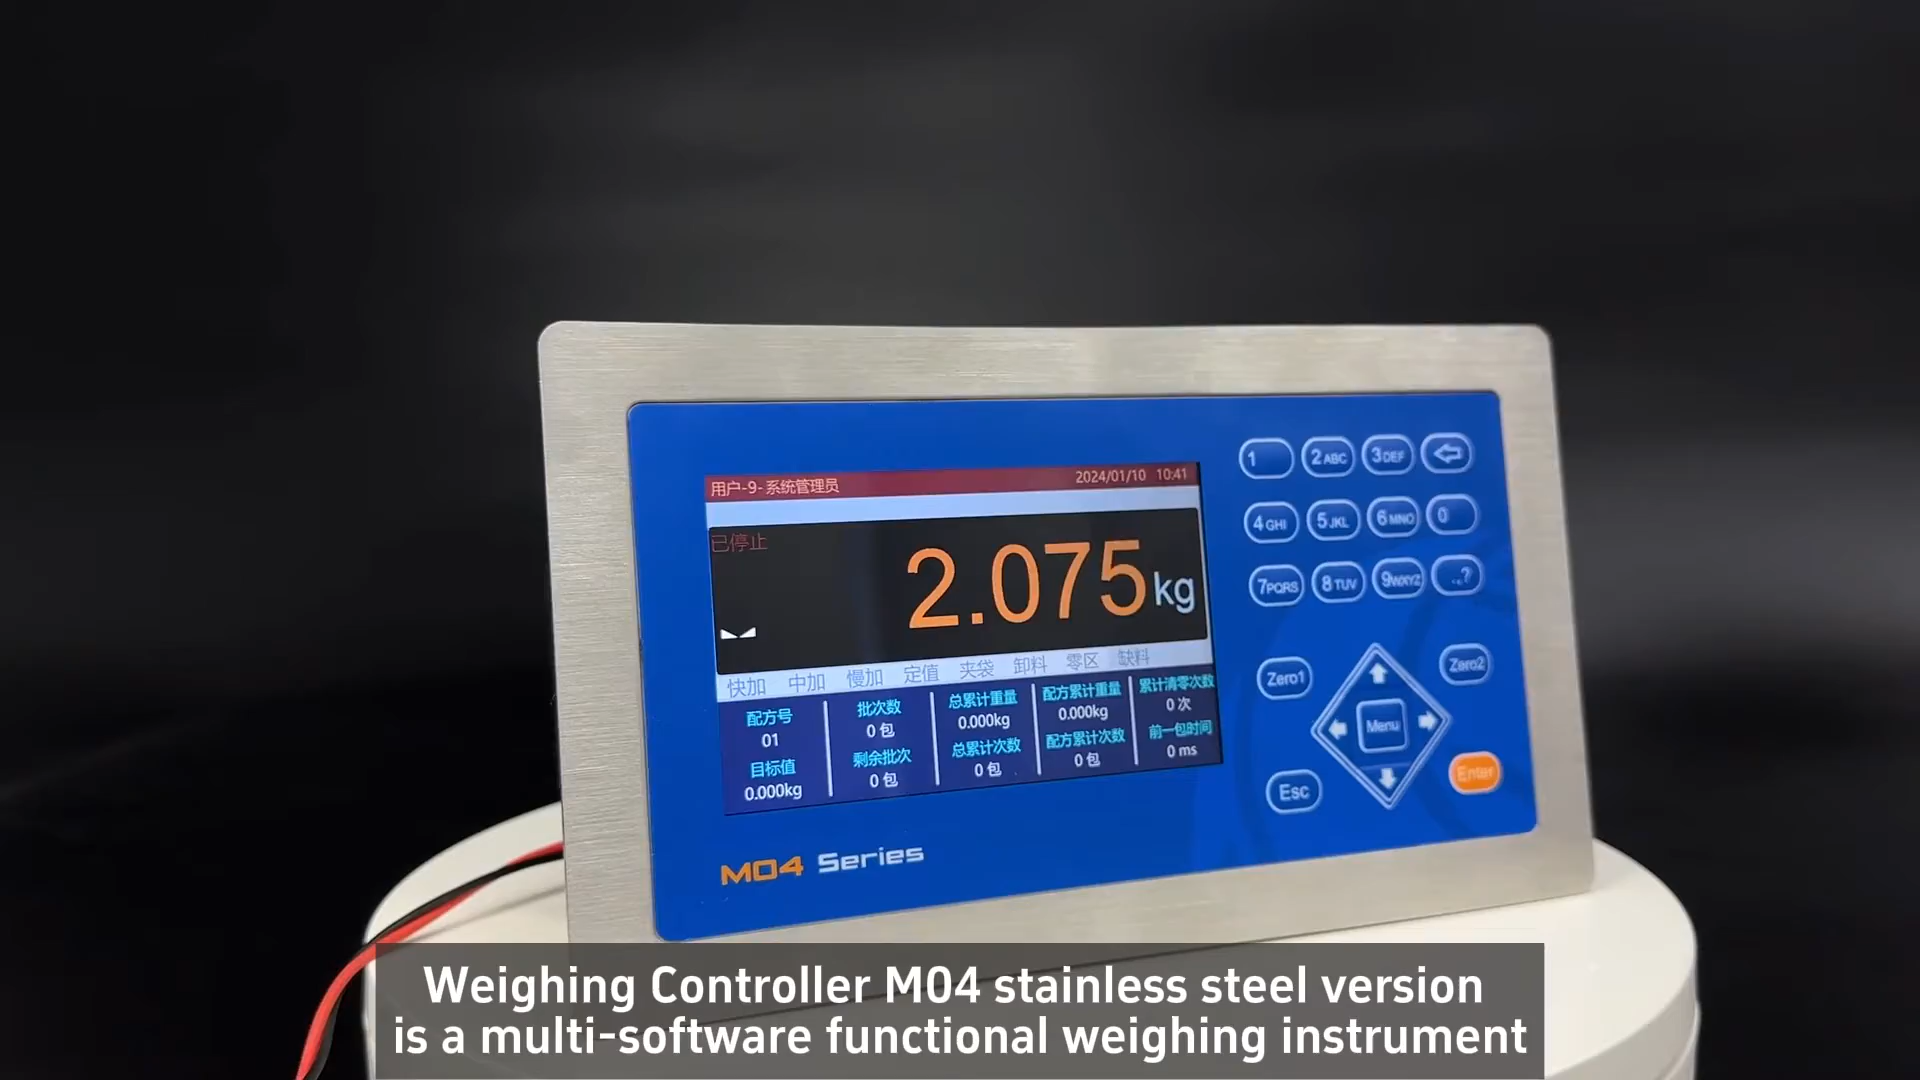 用户-9-系统管理员 2024/01/10 10:41
已停止
2.075kg
快加 中加 慢加 定值 夹袋 卸料 零区 缺料
配方号 批次数 总累计重量 配方累计重量 累计清零次数
01 0 包 0.000kg 0.000kg 0 次
目标值 剩余批次 总累计次数 配方累计次数 前一包时间
0.000kg 0 包 0 包 0 包 0 ms
M04 Series
1 2ABC 3DEF
4GHI 5JKL 6MNO 0
7PQRS 8TUV 9WXYZ ..?
Zero1 Zero2
Menu
Esc Enter
Weighing Controller M04 stainless steel version
is a multi-software functional weighing instrument